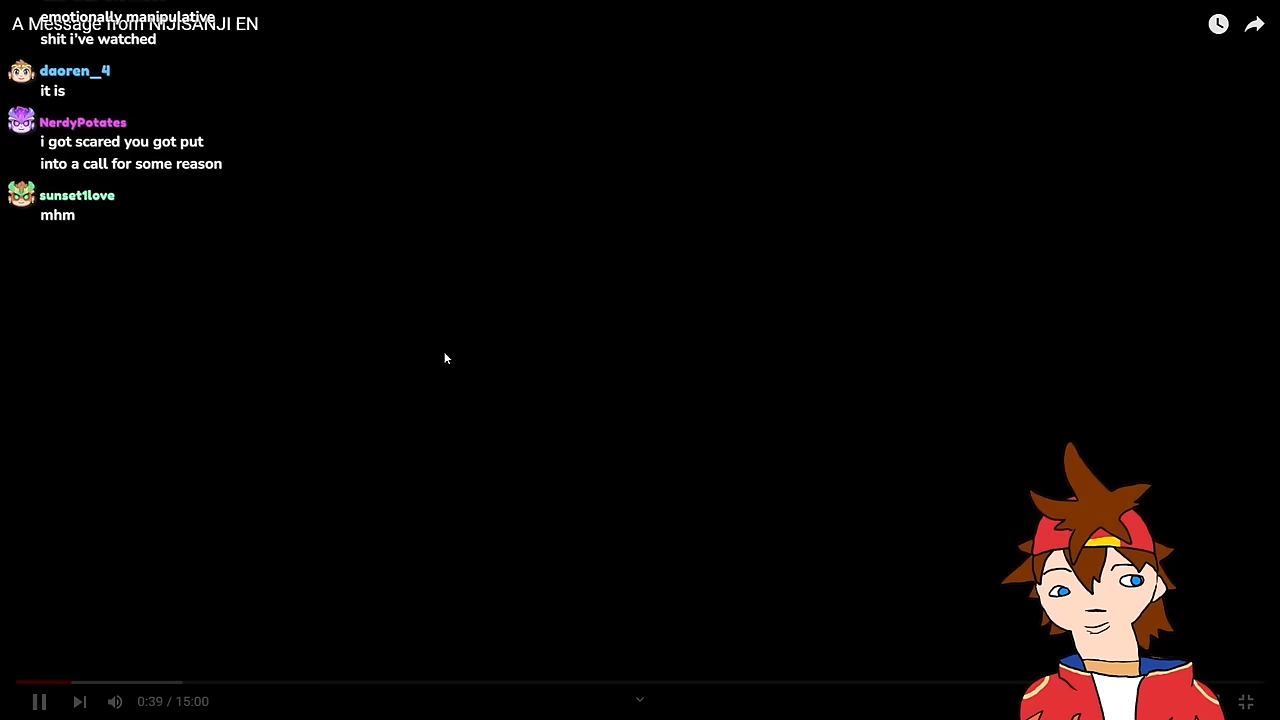 emotionally manipulative
A Message from NIJISANJI EN
shit i've watched
daoren_4
it is
NerdyPotates
i got scared you got put
into a call for some reason
sunset1love
mhm
0:39 / 15:00